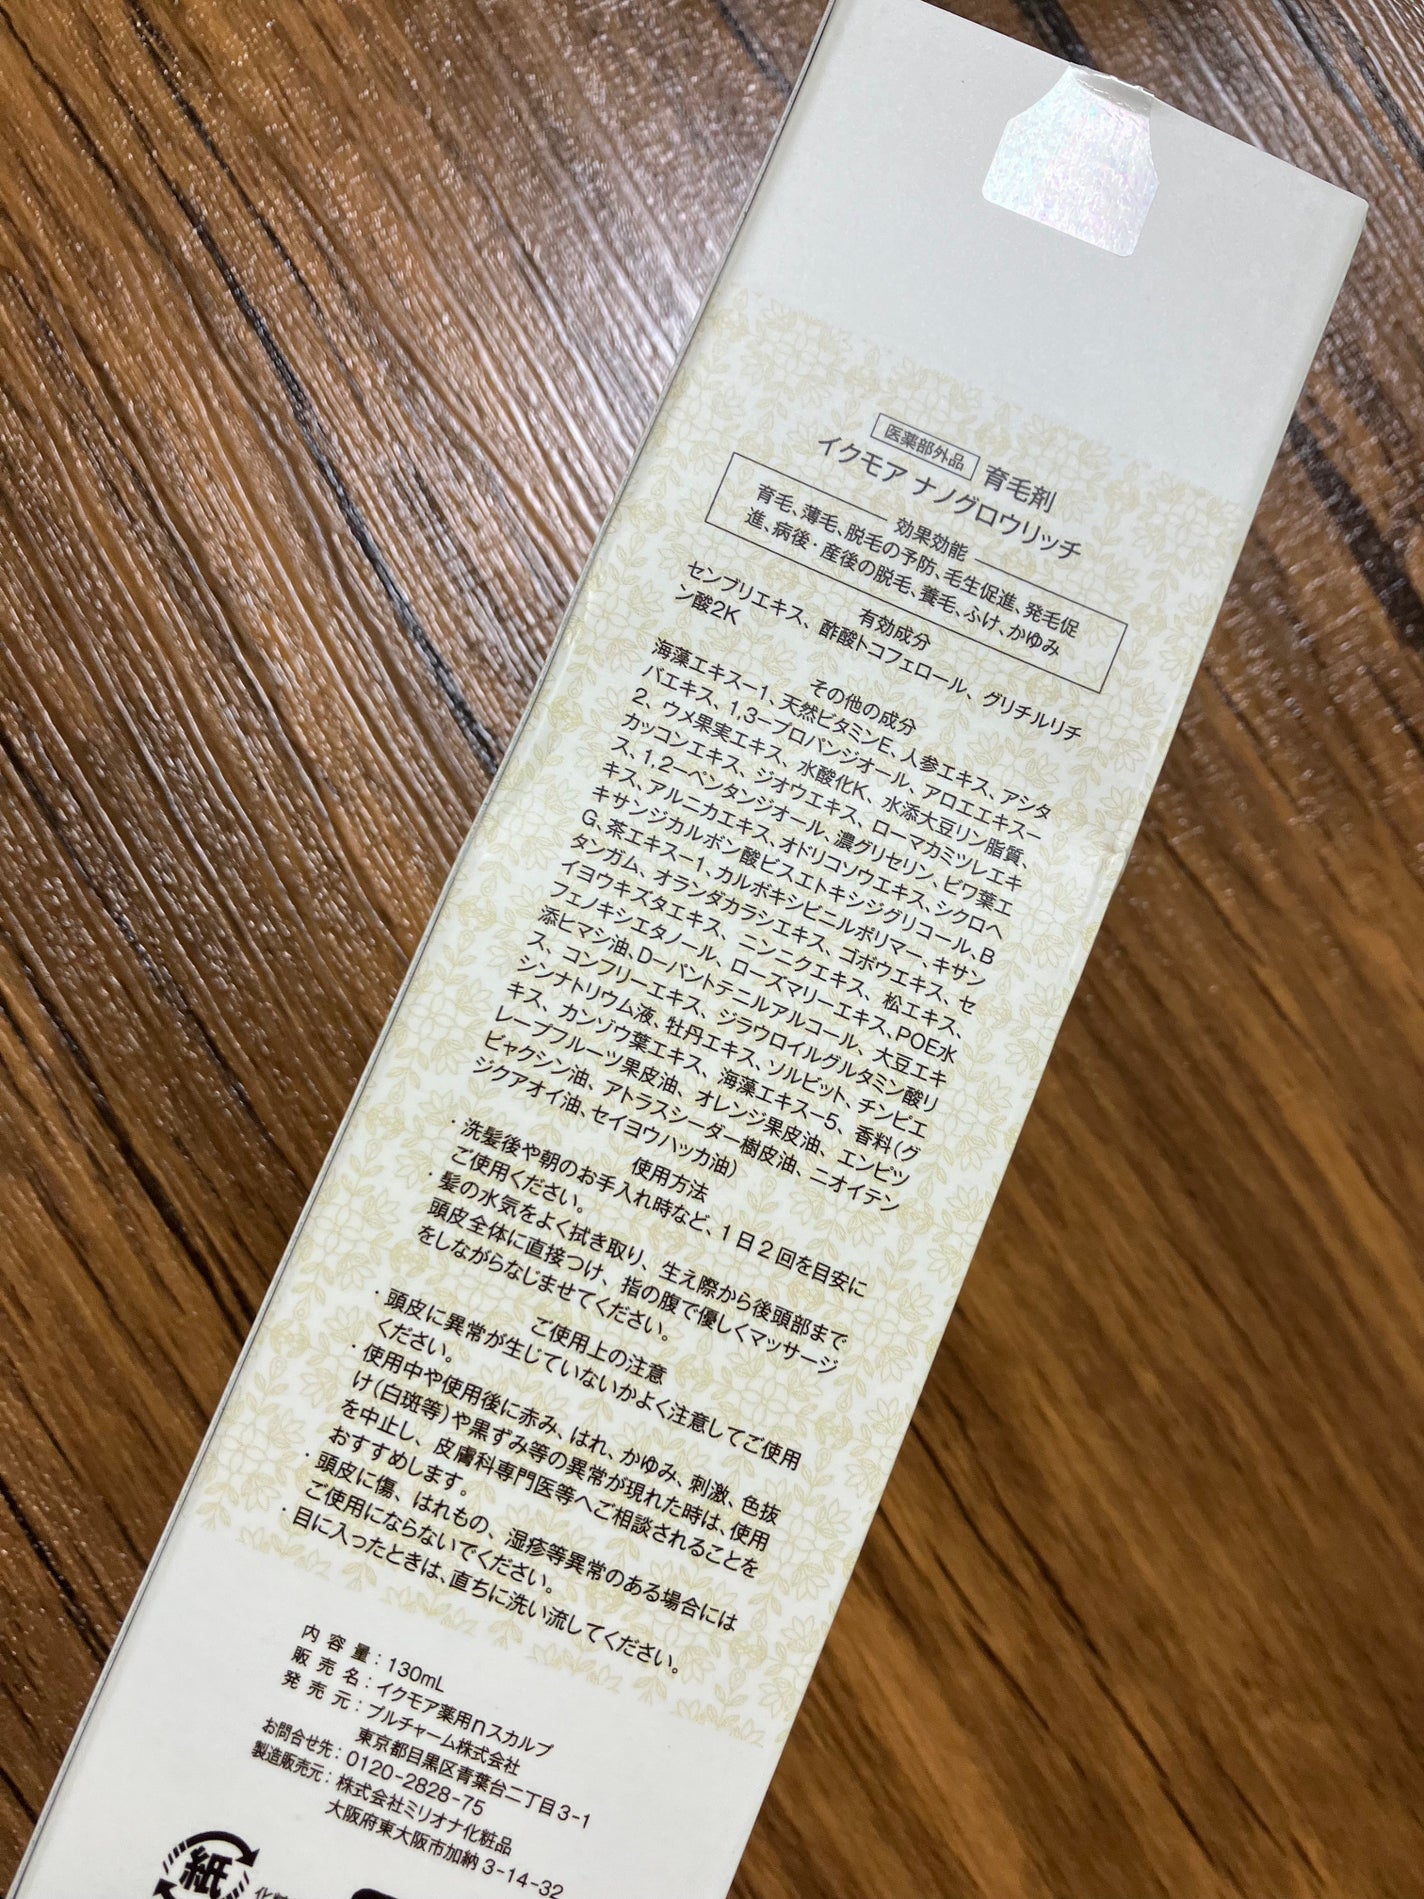 医薬部外品 育毛剤
イクモア ナノグロウリッチ
効果効能
育毛、薄毛、脱毛の予防、毛生促進、発毛促
進、病後・産後の脱毛、養毛、ふけ、かゆみ
有効成分
センブリエキス、酢酸トコフェロール、グリチルリチ
ン酸2K
その他の成分
海藻エキスー1、天然ビタミンE、人参エキス、アシタ
バエキス、1,3ープロパンジオール、アロエエキスー
2、ウメ果実エキス、水酸化K、水添大豆リン脂質、
カッコンエキス、ジオウエキス、ローマカミツレエキ
ス、1,2ーペンタンジオール、濃グリセリン、ビワ葉エ
キス、アルニカエキス、オドリコソウエキス、シクロヘ
キサンジカルボン酸ビスエトキシジグリコール、B
G、茶エキスー1、カルボキシビニルポリマー、キサン
タンガム、オランダカラシエキス、ゴボウエキス、セ
イヨウキズタエキス、ニンニクエキス、松エキス、
フェノキシエタノール、ローズマリーエキス、POE水
添ヒマシ油、Dーパントテニルアルコール、大豆エキ
ス、コンフリーエキス、ジラウロイルグルタミン酸リ
シンナトリウム液、牡丹エキス、ソルビット、チンピエ
キス、カンゾウ葉エキス、海藻エキスー5、香料(グ
レープフルーツ果皮油、オレンジ果皮油、エンピツ
ビャクシン油、アトラスシーダー樹皮油、ニオイテン
ジクアオイ油、セイヨウハッカ油)
使用方法
・洗髪後や朝のお手入れ時など、1日2回を目安に
ご使用ください。
・髪の水気をよく拭き取り、生え際から後頭部まで
頭皮全体に直接つけ、指の腹で優しくマッサージ
をしながらなじませてください。
ご使用上の注意
・頭皮に異常が生じていないかよく注意してご使用
ください。
・使用中や使用後に赤み、はれ、かゆみ、刺激、色抜
け(白斑等)や黒ずみ等の異常が現れた時は、使用
を中止し、皮膚科専門医等へご相談されることを
おすすめします。
・頭皮に傷、はれもの、湿疹等異常のある場合には
ご使用にならないでください。
・目に入ったときは、直ちに洗い流してください。
内容量：130mL
販売名：イクモア薬用nスカルプ
発売元：プルチャーム株式会社
東京都目黒区青葉台二丁目3-1
お問合せ先：0120-2828-75
製造販売元：株式会社ミリオナ化粧品
大阪府東大阪市加納3-14-32
紙